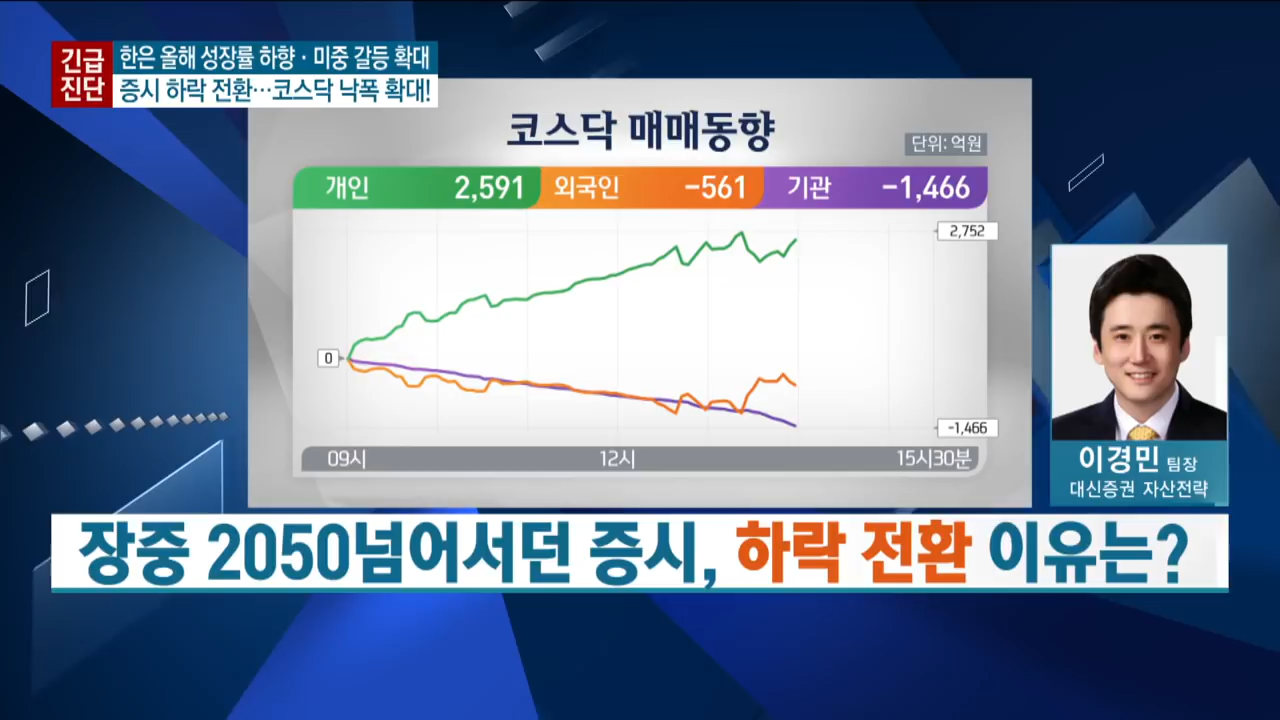 긴급
진단
한은 올해 성장률 하향·미중 갈등 확대
증시 하락 전환…코스닥 낙폭 확대!
코스닥 매매동향
단위: 억원
개인 2,591 외국인 -561 기관 -1,466
2,752
0
-1,466
09시 12시 15시30분
이경민 팀장
대신증권 자산전략
장중 2050넘어서던 증시, 하락 전환 이유는?